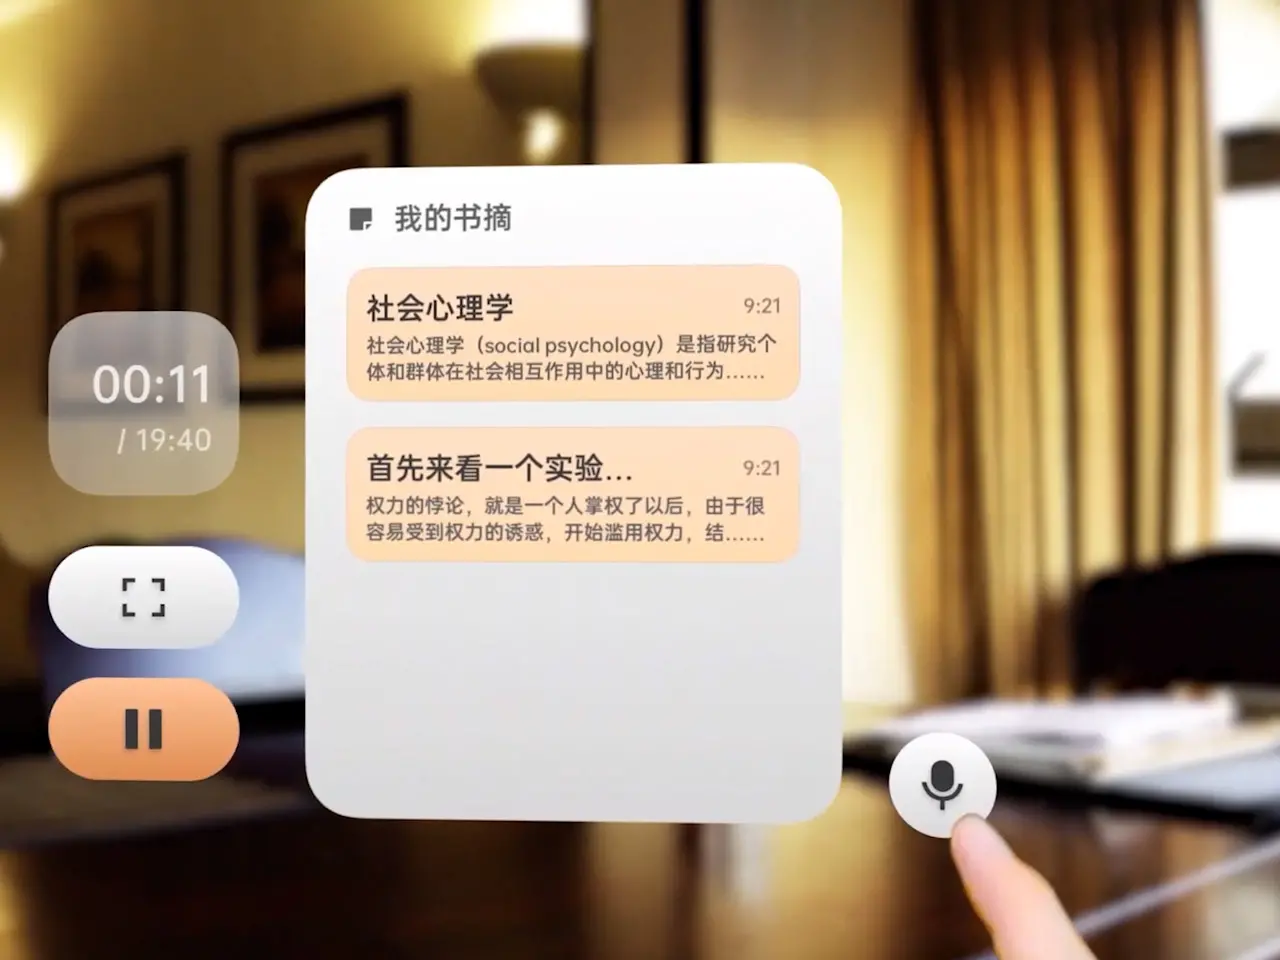 我的书摘
社会心理学 9:21
社会心理学（social psychology）是指研究个
体和群体在社会相互作用中的心理和行为......
首先来看一个实验... 9:21
权力的悖论，就是一个人掌权了以后，由于很
容易受到权力的诱惑，开始滥用权力，结......
00:11
/ 19:40